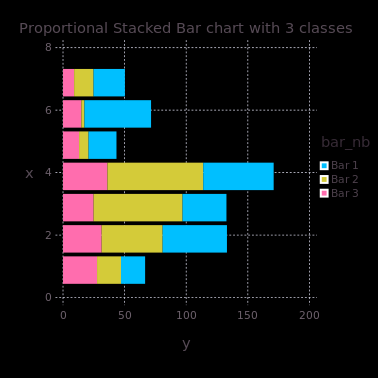 Proportional Stacked Bar chart with 3 classes
8
6
4
2
0
x
0 50 100 150 200
y
bar_nb
Bar 1
Bar 2
Bar 3